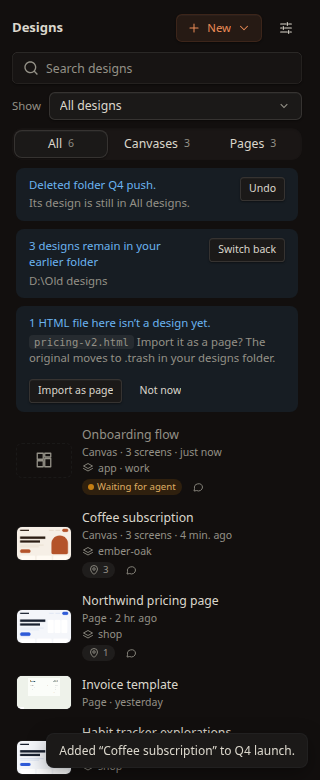 Designs
New
Search designs
Show
All designs
All 6
Canvases 3
Pages 3
Deleted folder Q4 push.
Its design is still in All designs.
Undo
3 designs remain in your
earlier folder
D:\Old designs
Switch back
1 HTML file here isn’t a design yet.
pricing-v2.html Import it as a page? The
original moves to .trash in your designs folder.
Import as page
Not now
Onboarding flow
Canvas · 3 screens · just now
app · work
Waiting for agent
Coffee subscription
Canvas · 3 screens · 4 min. ago
ember-oak
3
Northwind pricing page
Page · 2 hr. ago
shop
1
Invoice template
Page · yesterday
Habit tracker explorations
Added “Coffee subscription” to Q4 launch.
shop